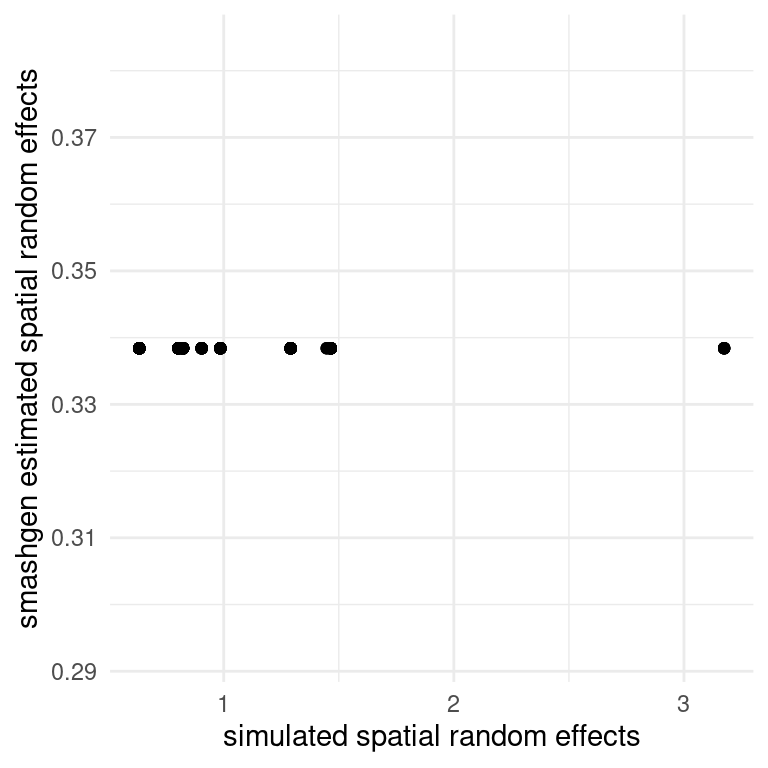 smashgen estimated spatial random effects
0.37
0.35
0.33
0.31
0.29
1 2 3
simulated spatial random effects